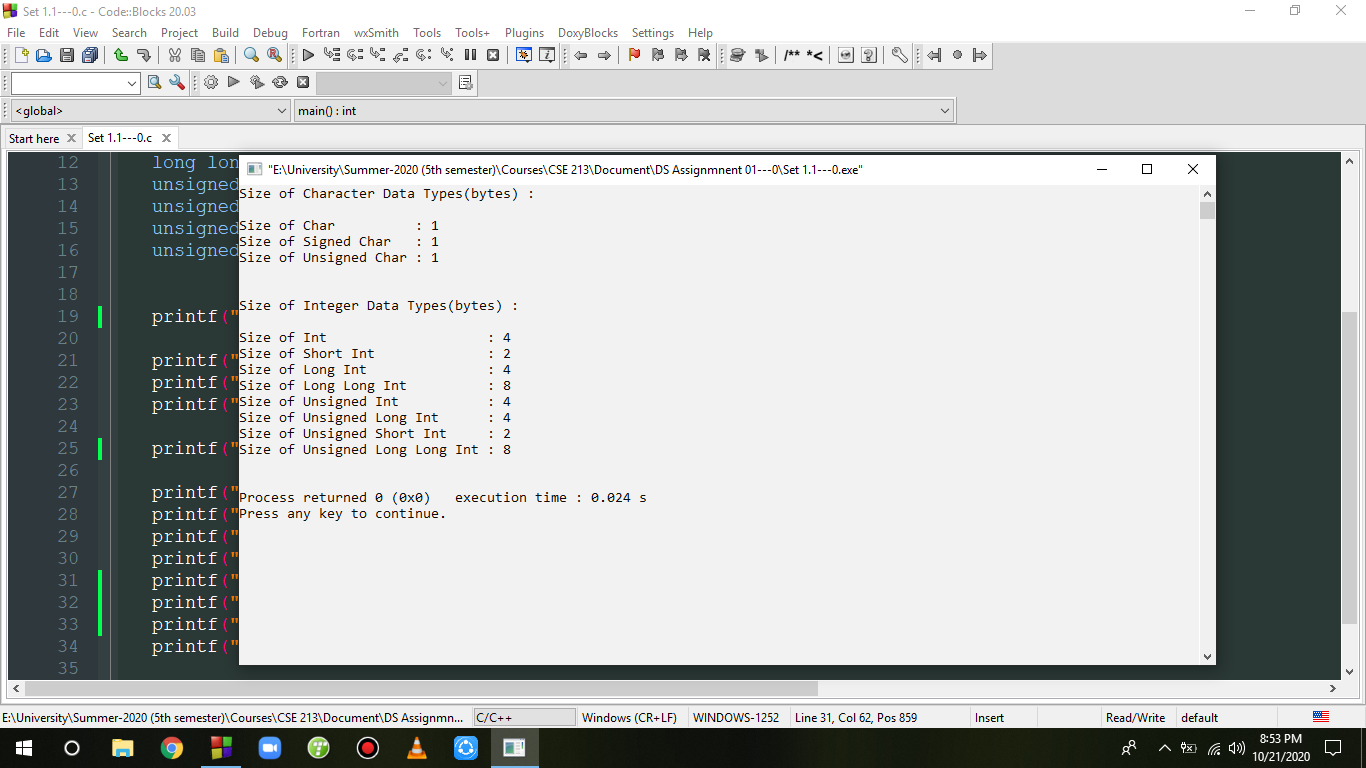 Set 1.1---0.c - Code::Blocks 20.03
File Edit View Search Project Build Debug Fortran wxSmith Tools Tools+ Plugins DoxyBlocks Settings Help
/** *<
<global> main() : int
Start here Set 1.1---0.c
"E:\University\Summer-2020 (5th semester)\Courses\CSE 213\Document\DS Assignmnent 01---0\Set 1.1---0.exe"
12 long lon
13 unsigned
14 unsigned
15 unsigned
16 unsigned
17
18
19 printf("
20
21 printf("
22 printf("
23 printf("
24
25 printf("
26
27 printf("
28 printf("
29 printf("
30 printf("
31 printf("
32 printf("
33 printf("
34 printf("
35
Size of Character Data Types(bytes) :
Size of Char : 1
Size of Signed Char : 1
Size of Unsigned Char : 1
Size of Integer Data Types(bytes) :
Size of Int : 4
Size of Short Int : 2
Size of Long Int : 4
Size of Long Long Int : 8
Size of Unsigned Int : 4
Size of Unsigned Long Int : 4
Size of Unsigned Short Int : 2
Size of Unsigned Long Long Int : 8
Process returned 0 (0x0) execution time : 0.024 s
Press any key to continue.
E:\University\Summer-2020 (5th semester)\Courses\CSE 213\Document\DS Assignmn... C/C++ Windows (CR+LF) WINDOWS-1252 Line 31, Col 62, Pos 859 Insert Read/Write default
8:53 PM
10/21/2020